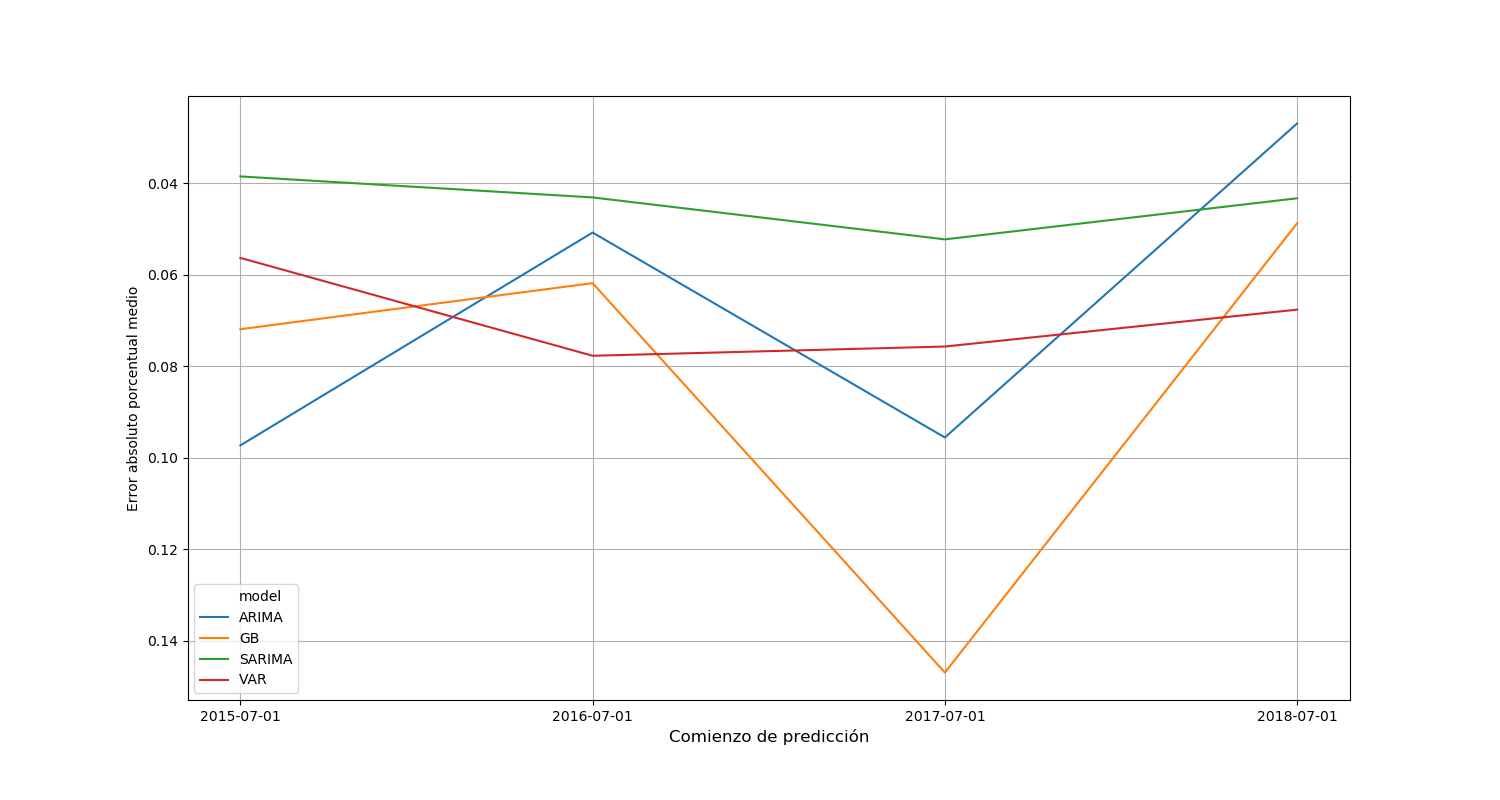 0.04
0.06
0.08
0.10
0.12
0.14
Error absoluto porcentual medio
model
ARIMA
GB
SARIMA
VAR
2015-07-01
2016-07-01
2017-07-01
2018-07-01
Comienzo de predicción